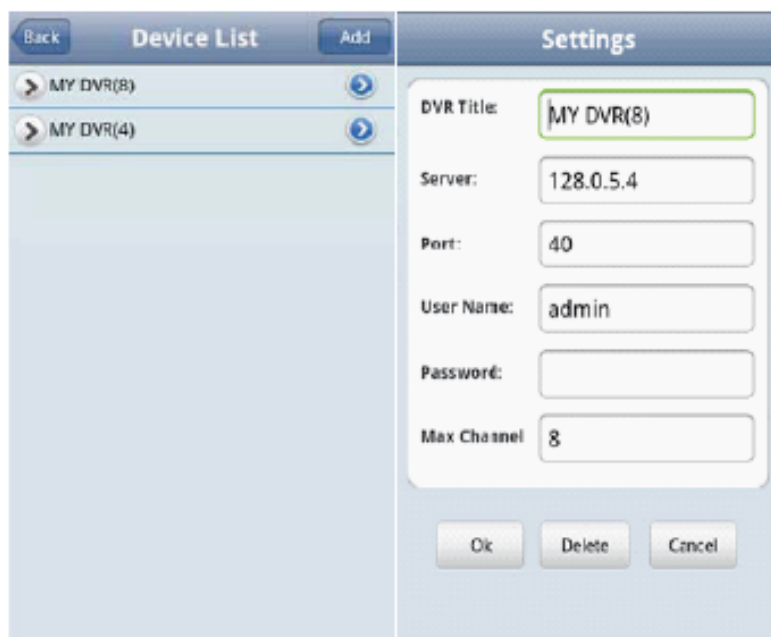 Back Device List Add
MY DVR(8)
MY DVR(4)
Settings
DVR Title: MY DVR(8)
Server: 128.0.5.4
Port: 40
User Name: admin
Password:
Max Channel 8
Ok Delete Cancel